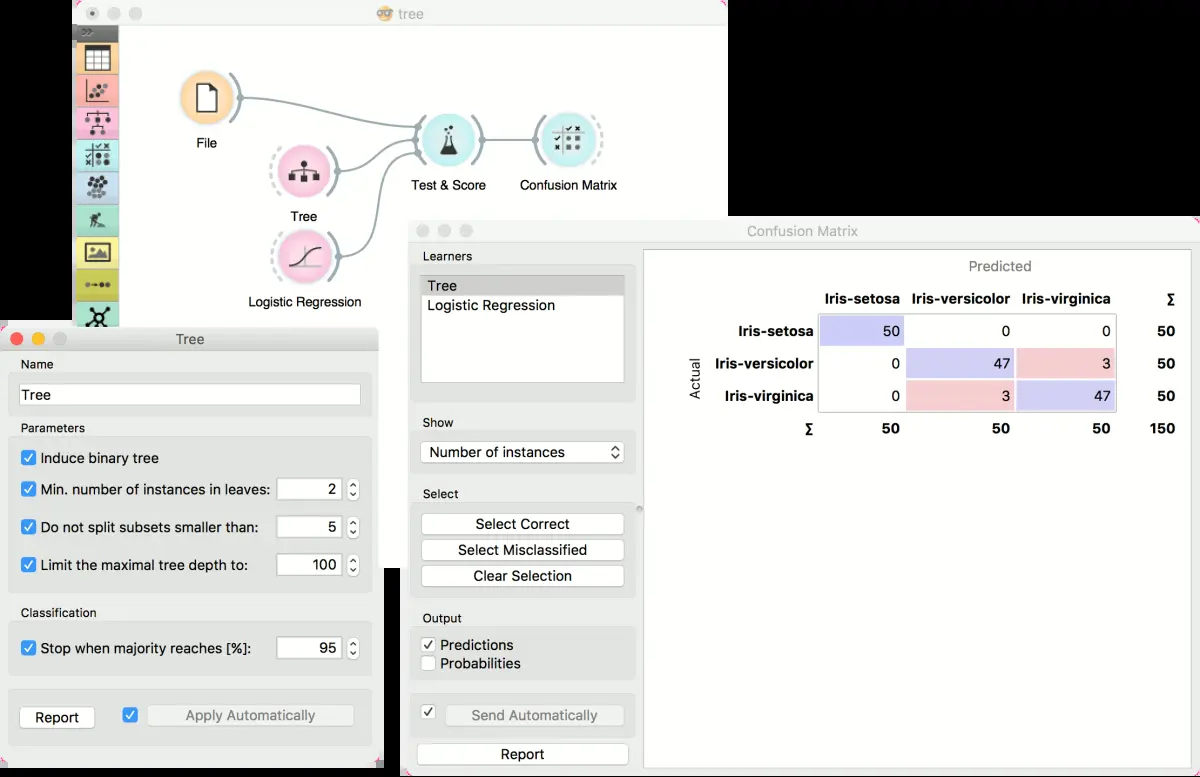 tree
File
Test & Score
Confusion Matrix
Tree
Logistic Regression
Tree
Name
Tree
Parameters
Induce binary tree
Min. number of instances in leaves: 2
Do not split subsets smaller than: 5
Limit the maximal tree depth to: 100
Classification
Stop when majority reaches [%]: 95
Report
Apply Automatically
Confusion Matrix
Learners
Tree
Logistic Regression
Show
Number of instances
Select
Select Correct
Select Misclassified
Clear Selection
Output
Predictions
Probabilities
Send Automatically
Report
Predicted
Iris-setosa Iris-versicolor Iris-virginica Σ
Actual
Iris-setosa 50 0 0 50
Iris-versicolor 0 47 3 50
Iris-virginica 0 3 47 50
Σ 50 50 50 150